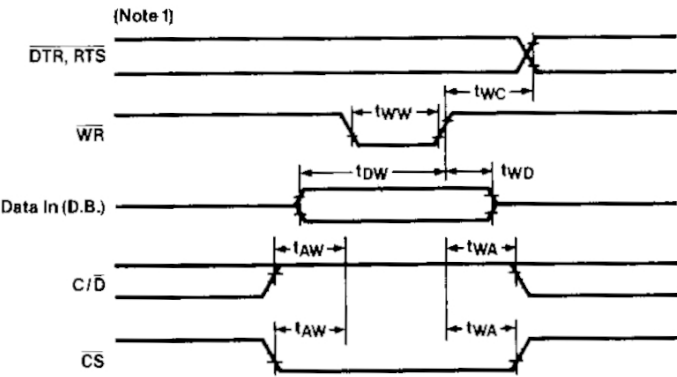 (Note 1)
DTR, RTS
tWC
tWW
WR
tDW
tWD
Data In (D.B.)
tAW
tWA
C/D
tAW
tWA
CS